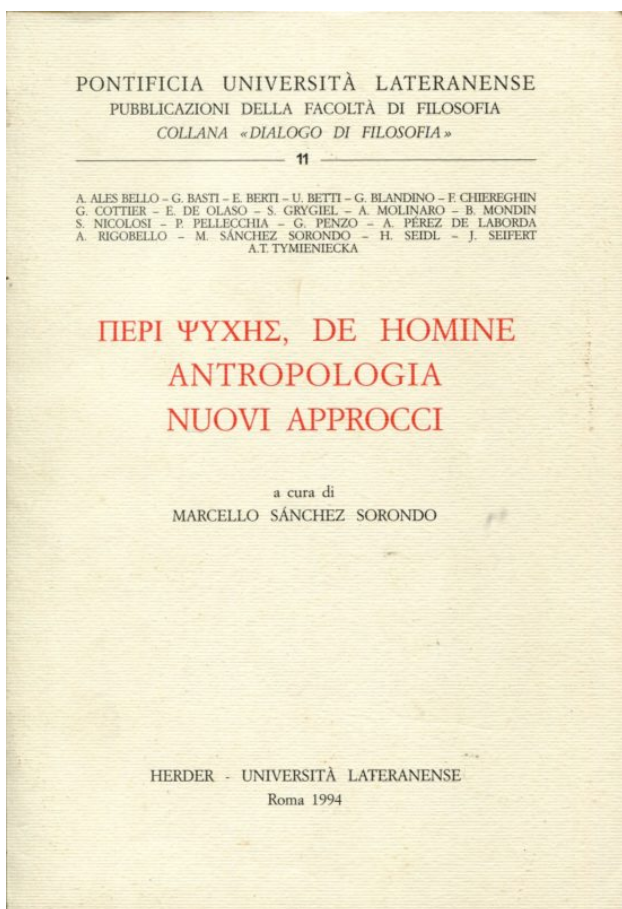 PONTIFICIA UNIVERSITÀ LATERANENSE
PUBBLICAZIONI DELLA FACOLTÀ DI FILOSOFIA
COLLANA «DIALOGO DI FILOSOFIA»
11
A. ALES BELLO – G. BASTI – E. BERTI – U. BETTI – G. BLANDINO – F. CHIEREGHIN
G. COTTIER – E. DE OLASO – S. GRYGIEL – A. MOLINARO – B. MONDIN
S. NICOLOSI – P. PELLECCHIA – G. PENZO – A. PÉREZ DE LABORDA
A. RIGOBELLO – M. SÁNCHEZ SORONDO – H. SEIDL – J. SEIFERT
A.T. TYMIENIECKA
ΠΕΡΙ ΨΥΧΗΣ, DE HOMINE
ANTROPOLOGIA
NUOVI APPROCCI
a cura di
MARCELLO SÁNCHEZ SORONDO
HERDER - UNIVERSITÀ LATERANENSE
Roma 1994